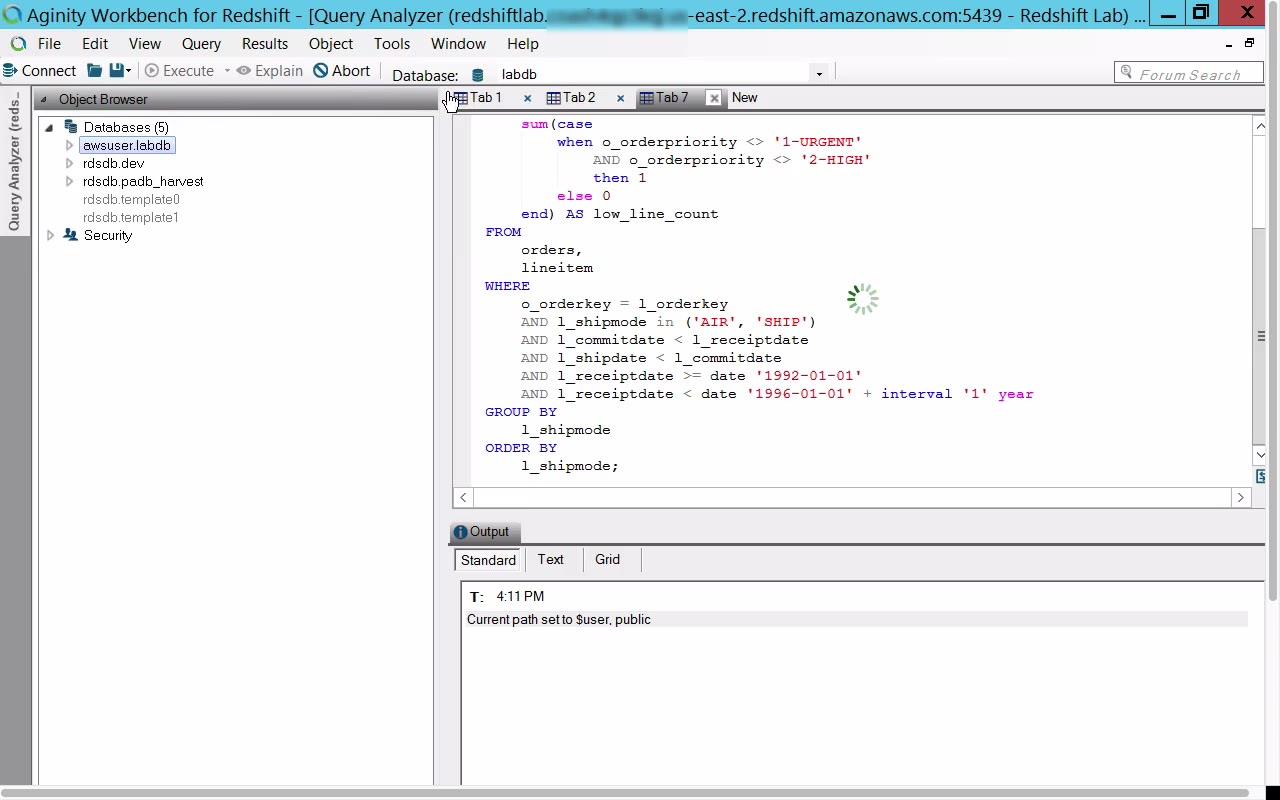 Aginity Workbench for Redshift - [Query Analyzer (redshiftlab. -east-2.redshift.amazonaws.com:5439 - Redshift Lab) ...
File Edit View Query Results Object Tools Window Help
Connect Execute Explain Abort Database: labdb Forum Search
Query Analyzer (reds...
Object Browser
Databases (5)
awsuser.labdb
rdsdb.dev
rdsdb.padb_harvest
rdsdb.template0
rdsdb.template1
Security
Tab 1 Tab 2 Tab 7 New
sum(case
when o_orderpriority <> '1-URGENT'
AND o_orderpriority <> '2-HIGH'
then 1
else 0
end) AS low_line_count
FROM
orders,
lineitem
WHERE
o_orderkey = l_orderkey
AND l_shipmode in ('AIR', 'SHIP')
AND l_commitdate < l_receiptdate
AND l_shipdate < l_commitdate
AND l_receiptdate >= date '1992-01-01'
AND l_receiptdate < date '1996-01-01' + interval '1' year
GROUP BY
l_shipmode
ORDER BY
l_shipmode;
Output
Standard Text Grid
T: 4:11 PM
Current path set to $user, public